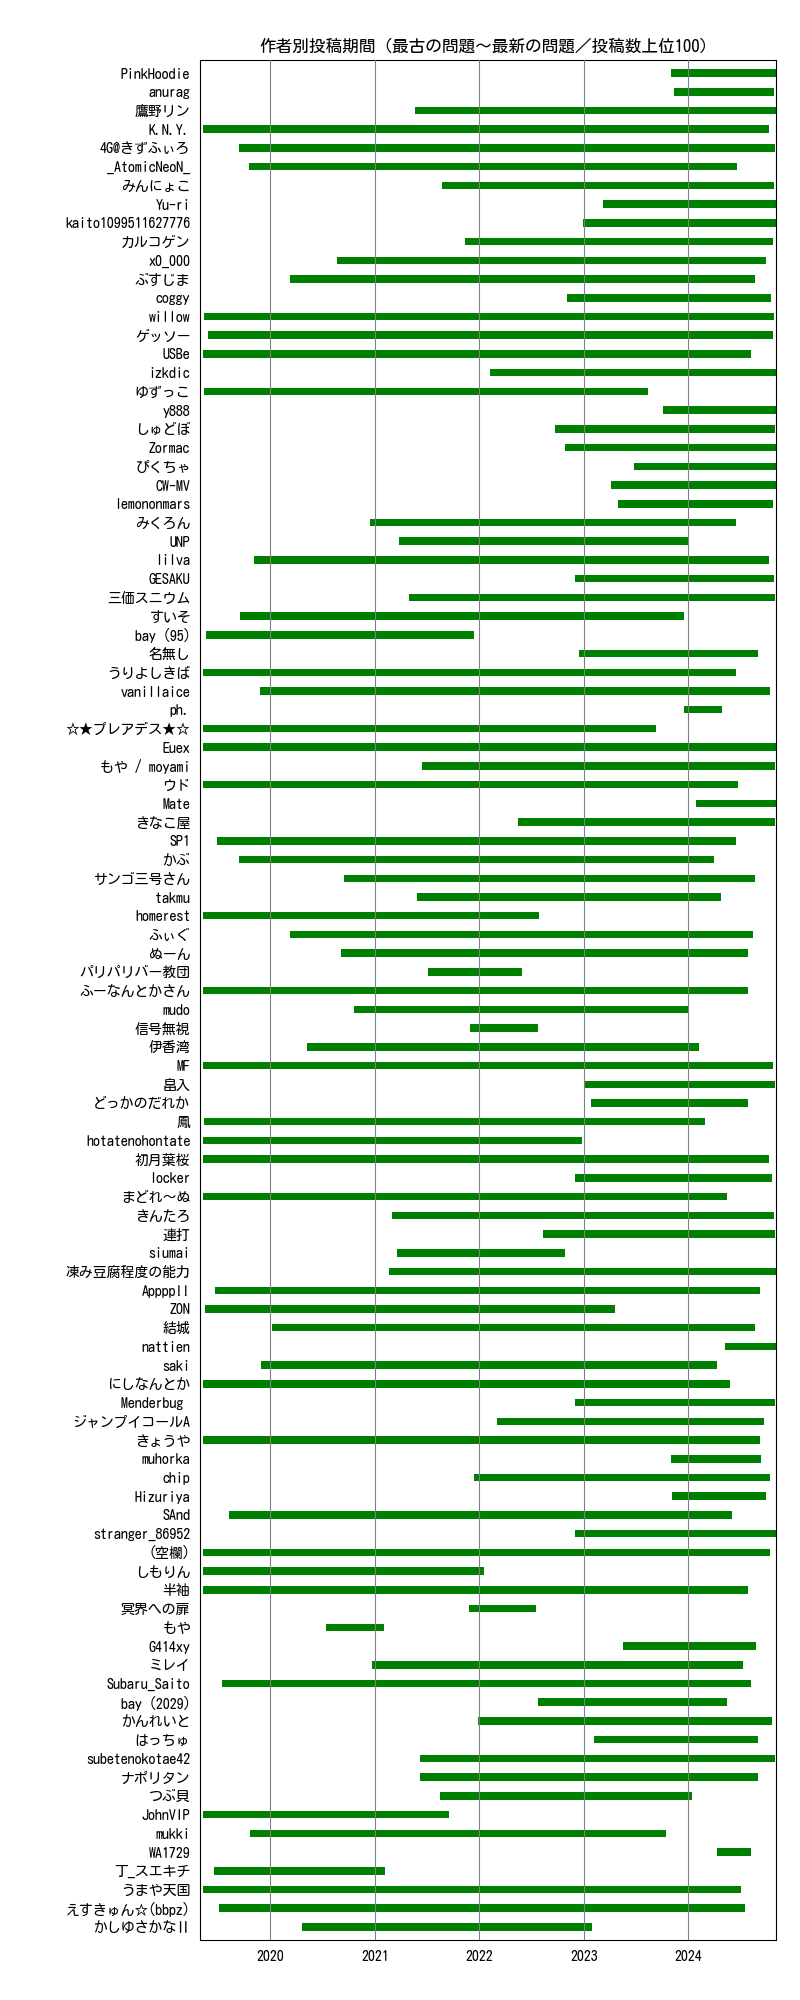 作者別投稿期間（最古の問題～最新の問題／投稿数上位100）
PinkHoodie
anurag
鷹野リン
K.N.Y.
4G@きずふぃろ
_AtomicNeoN_
みんにょこ
Yu-ri
kaito1099511627776
カルコゲン
x0_000
ぶすじま
coggy
willow
ゲッソー
USBe
izkdic
ゆずっこ
y888
しゅどぼ
Zormac
ぴくちゃ
CW-MV
lemononmars
みくろん
UNP
lilva
GESAKU
三価スニウム
すいそ
bay (95)
名無し
うりよしきば
vanillaice
ph.
☆★プレアデス★☆
Euex
もや / moyami
ウド
Mate
きなこ屋
SP1
かぶ
サンゴ三号さん
takmu
homerest
ふぃぐ
ぬーん
パリパリバー教団
ふーなんとかさん
mudo
信号無視
伊香湾
MF
畠入
どっかのだれか
鳳
hotatenohontate
初月葉桜
locker
まどれ～ぬ
きんたろ
連打
siumai
凍み豆腐程度の能力
Appppll
ZON
結城
nattien
saki
にしなんとか
Menderbug
ジャンプイコールA
きょうや
muhorka
chip
Hizuriya
SAnd
stranger_86952
(空欄)
しもりん
半袖
冥界への扉
もや
G414xy
ミレイ
Subaru_Saito
bay (2029)
かんれいと
はっちゅ
subetenokotae42
ナポリタン
つぶ貝
JohnVIP
mukki
WA1729
丁_スエキチ
うまや天国
えすきゅん☆(bbpz)
かしゆさかなII
2020 2021 2022 2023 2024